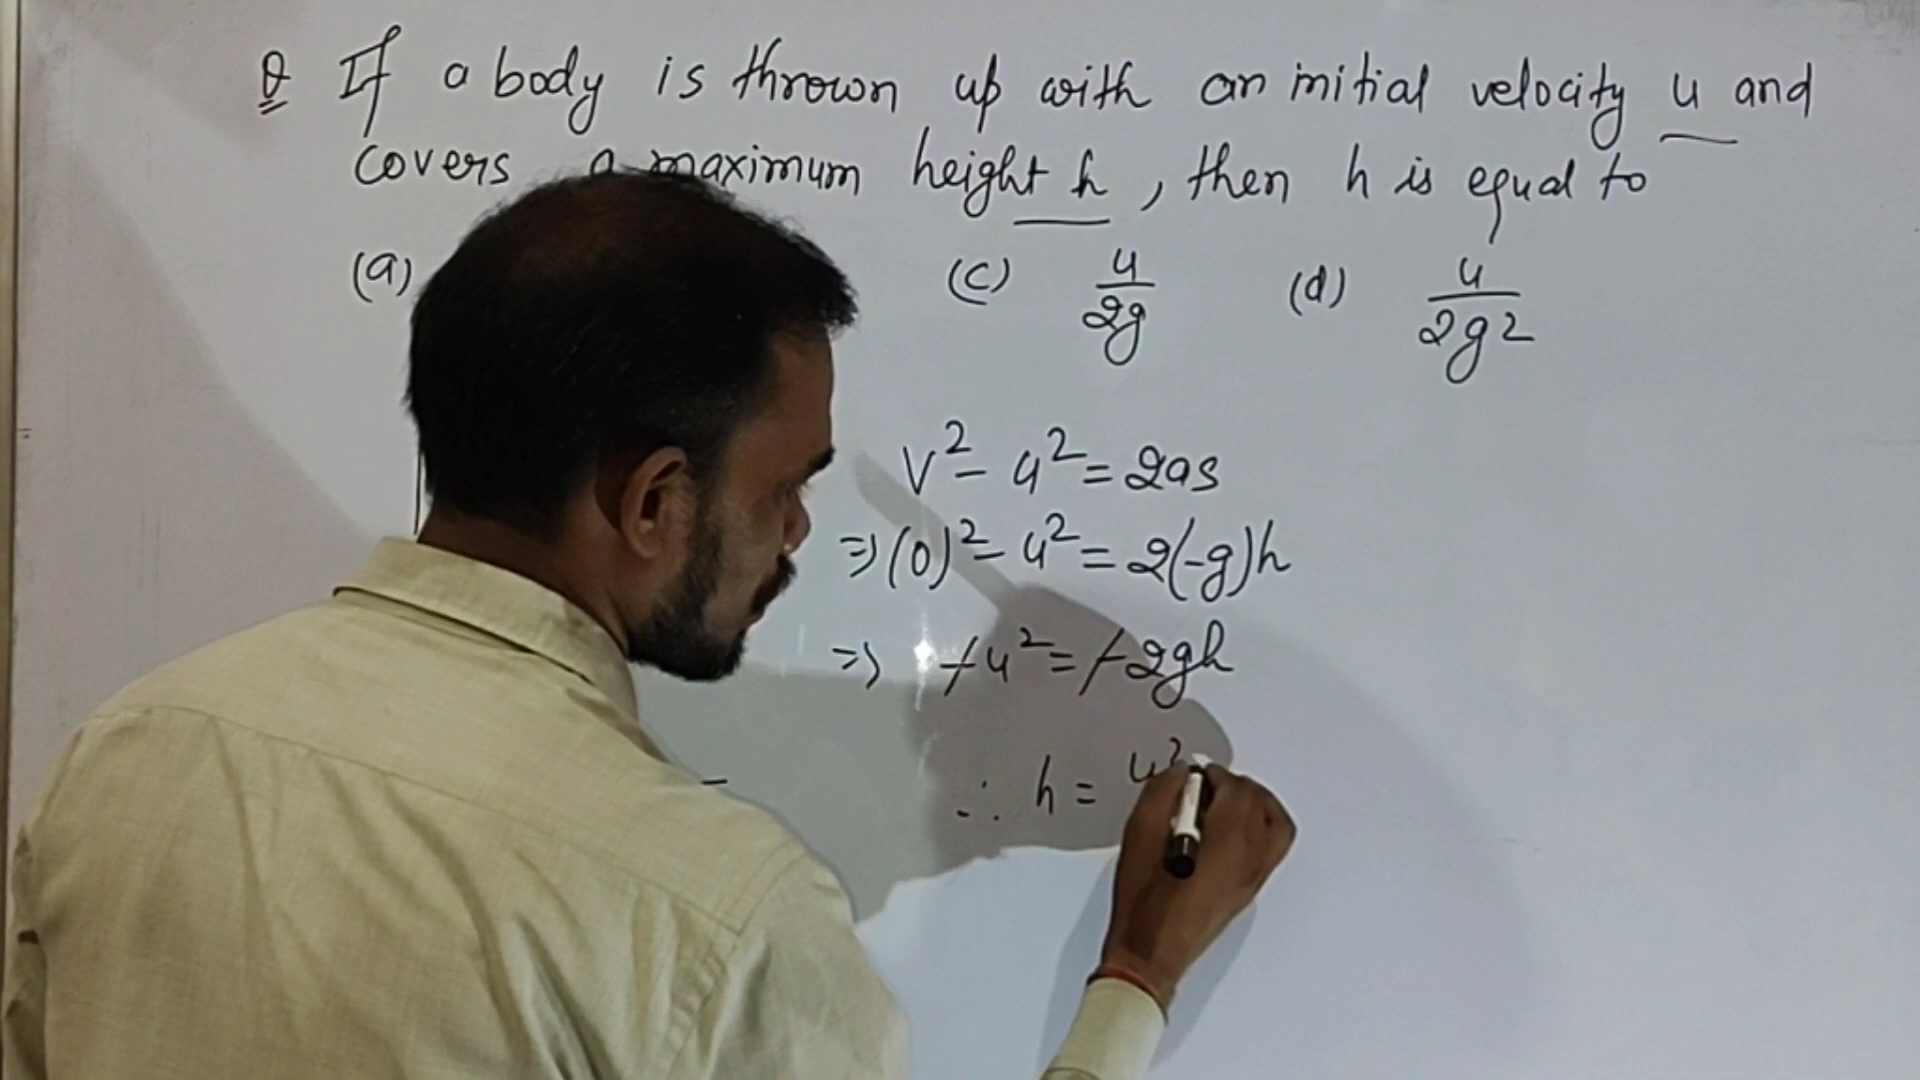 Q If a body is thrown up with an initial velocity u and
covers a maximum height h, then h is equal to
(a) (c) u/2g (d) u/2g2
v² - u² = 2as
⇒ (0)² - u² = 2(-g)h
⇒ -u² = -2gh
∴ h = u²